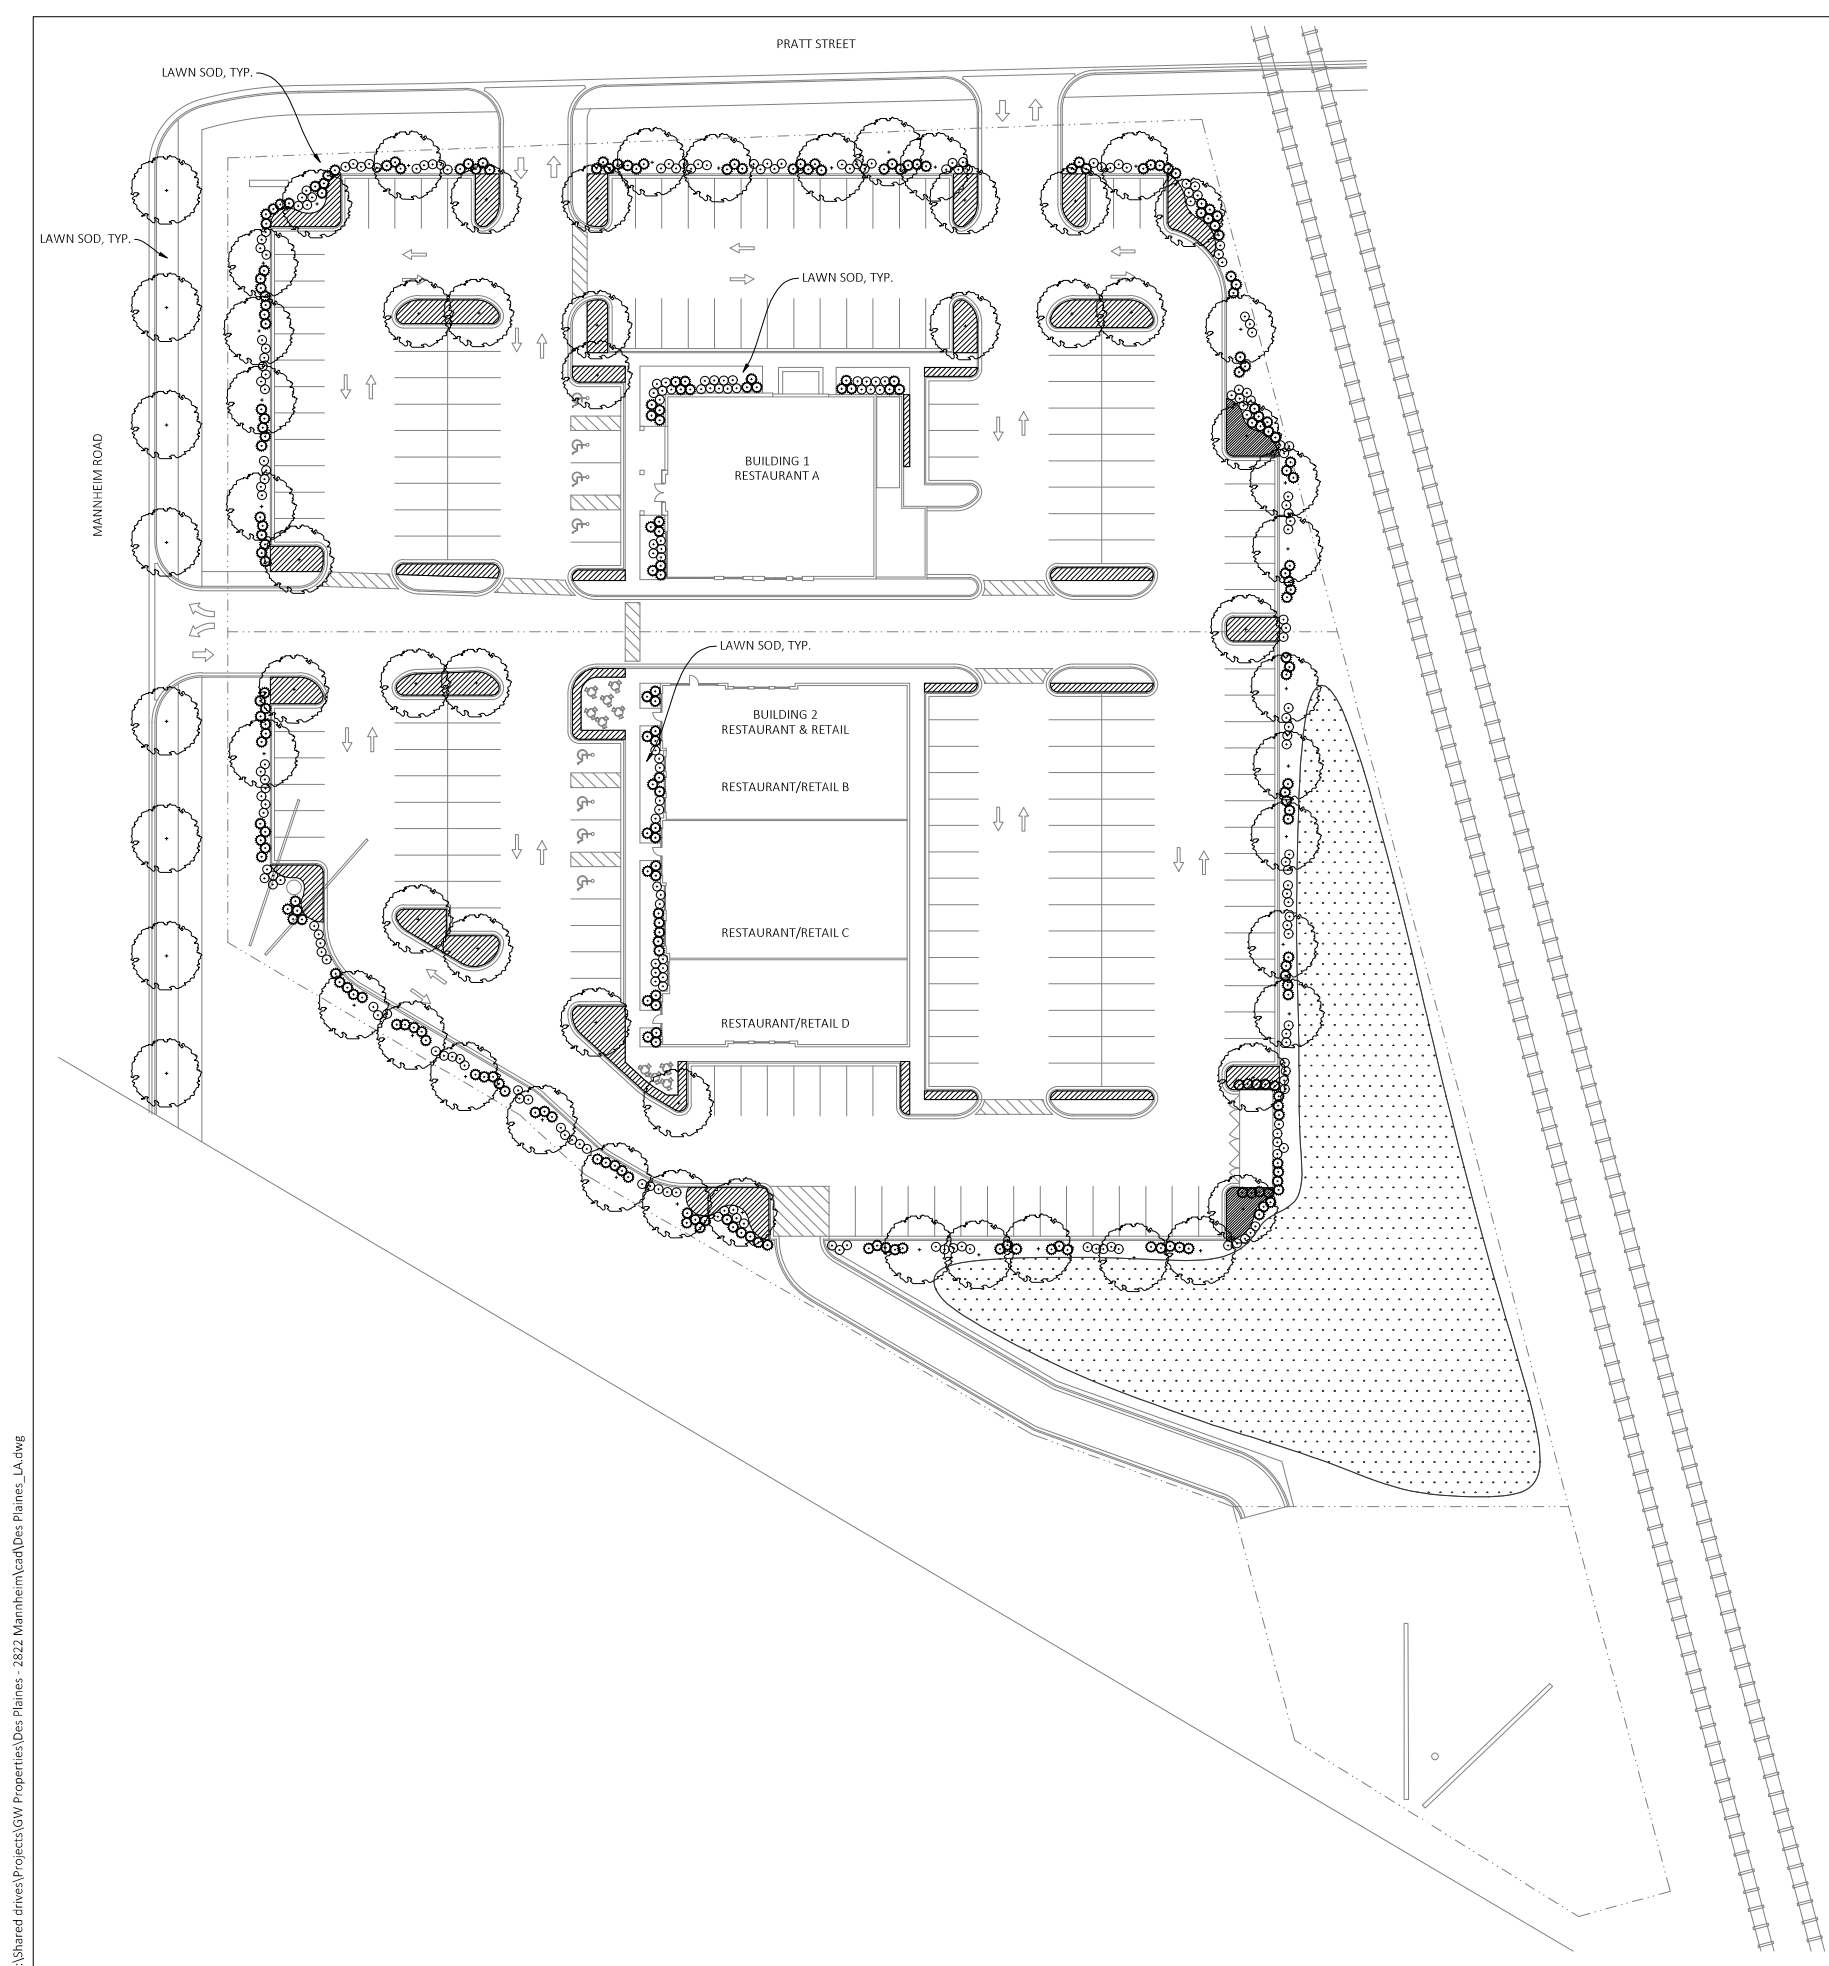 PRATT STREET
LAWN SOD, TYP.
LAWN SOD, TYP.
LAWN SOD, TYP.
MANNHEIM ROAD
BUILDING 1
RESTAURANT A
LAWN SOD, TYP.
BUILDING 2
RESTAURANT & RETAIL
RESTAURANT/RETAIL B
RESTAURANT/RETAIL C
RESTAURANT/RETAIL D
:\Shared drives\Projects\GW Properties\Des Plaines - 2822 Mannheim\cad\Des Plaines_LA.dwg